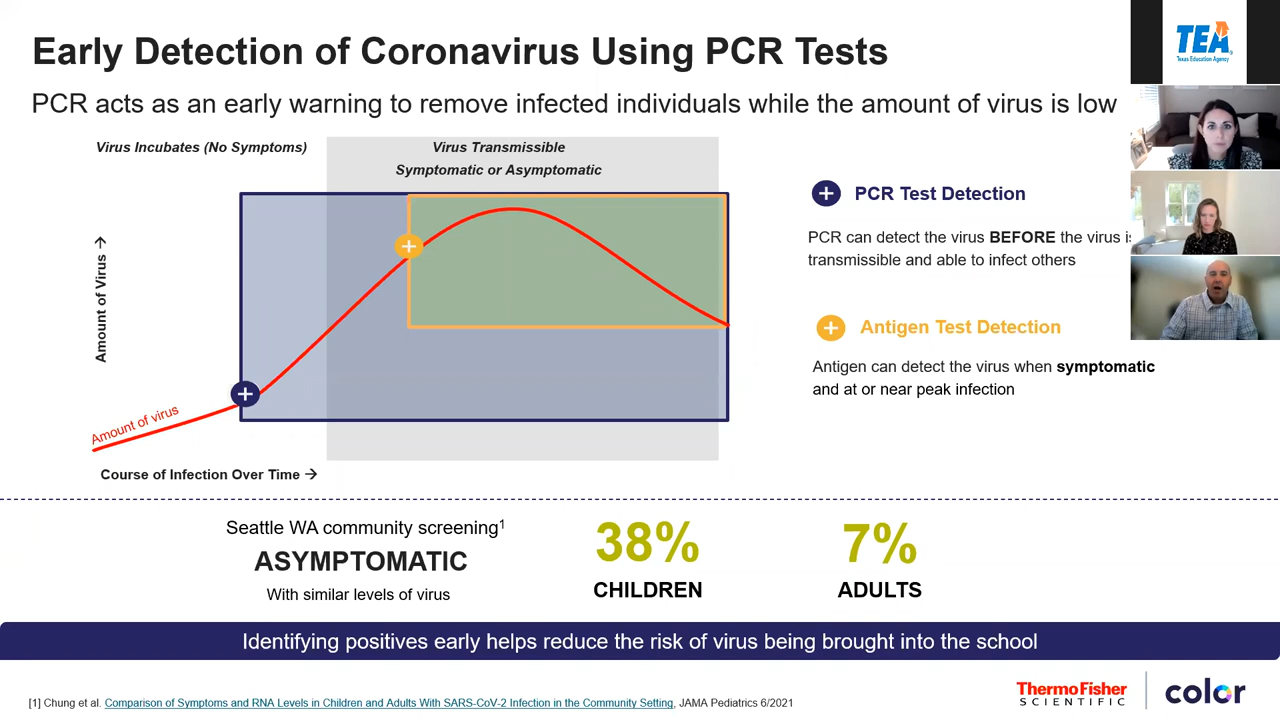 Early Detection of Coronavirus Using PCR Tests
PCR acts as an early warning to remove infected individuals while the amount of virus is low
TEA
Texas Education Agency
Virus Incubates (No Symptoms)
Virus Transmissible
Symptomatic or Asymptomatic
Amount of Virus →
Amount of virus
Course of Infection Over Time →
PCR Test Detection
PCR can detect the virus BEFORE the virus is
transmissible and able to infect others
Antigen Test Detection
Antigen can detect the virus when symptomatic
and at or near peak infection
Seattle WA community screening1
ASYMPTOMATIC
With similar levels of virus
38%
CHILDREN
7%
ADULTS
Identifying positives early helps reduce the risk of virus being brought into the school
[1] Chung et al. Comparison of Symptoms and RNA Levels in Children and Adults With SARS-CoV-2 Infection in the Community Setting, JAMA Pediatrics 6/2021
ThermoFisher
SCIENTIFIC
color